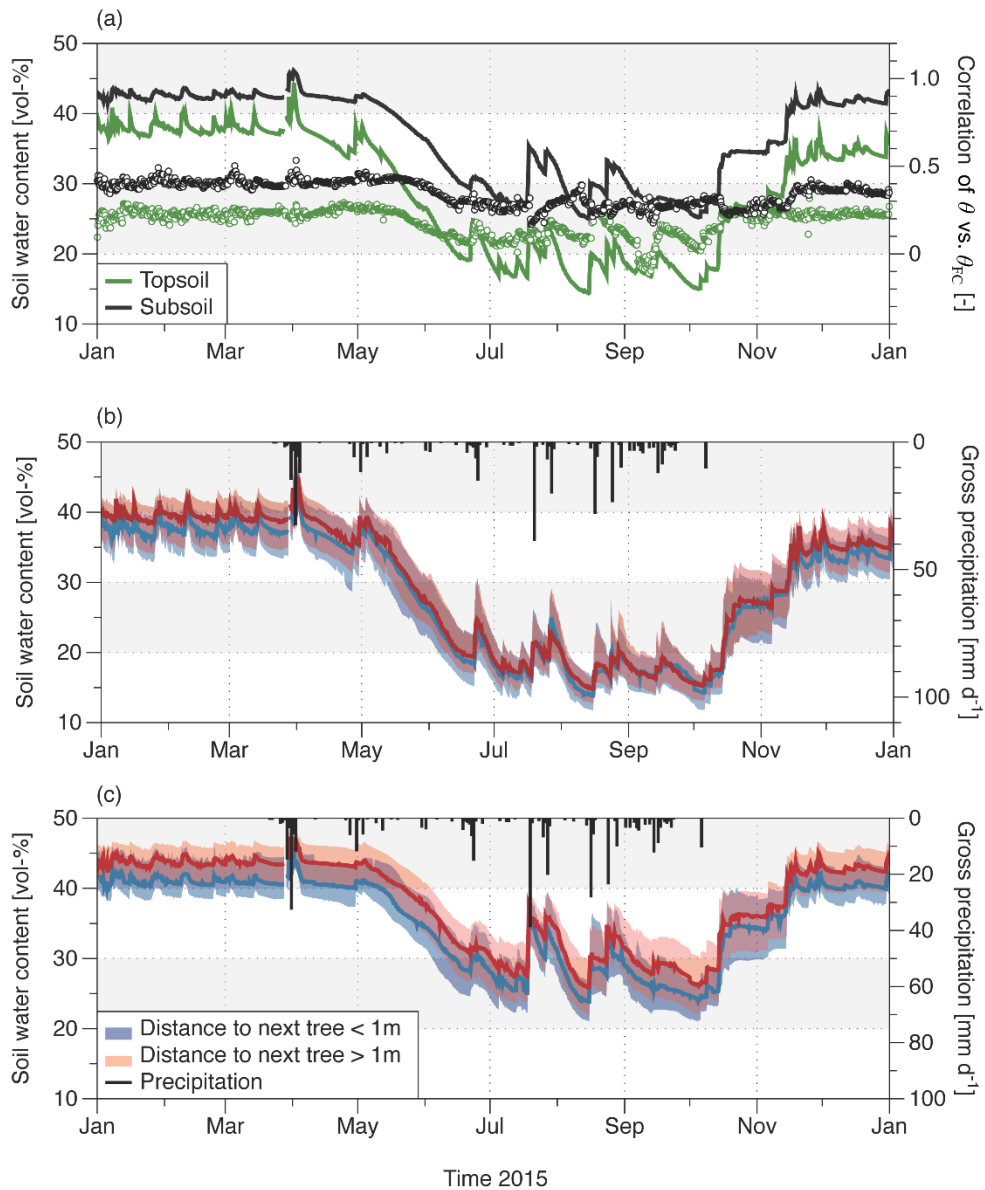 (a)
50
40
30
20
10
Soil water content [vol-%]
1.0
0.5
0
Correlation of θ vs. θFC [-]
Topsoil
Subsoil
Jan Mar May Jul Sep Nov Jan
(b)
50
40
30
20
10
Soil water content [vol-%]
0
50
100
Gross precipitation [mm d-1]
Jan Mar May Jul Sep Nov Jan
(c)
50
40
30
20
10
Soil water content [vol-%]
0
20
40
60
80
100
Gross precipitation [mm d-1]
Distance to next tree < 1m
Distance to next tree > 1m
Precipitation
Jan Mar May Jul Sep Nov Jan
Time 2015